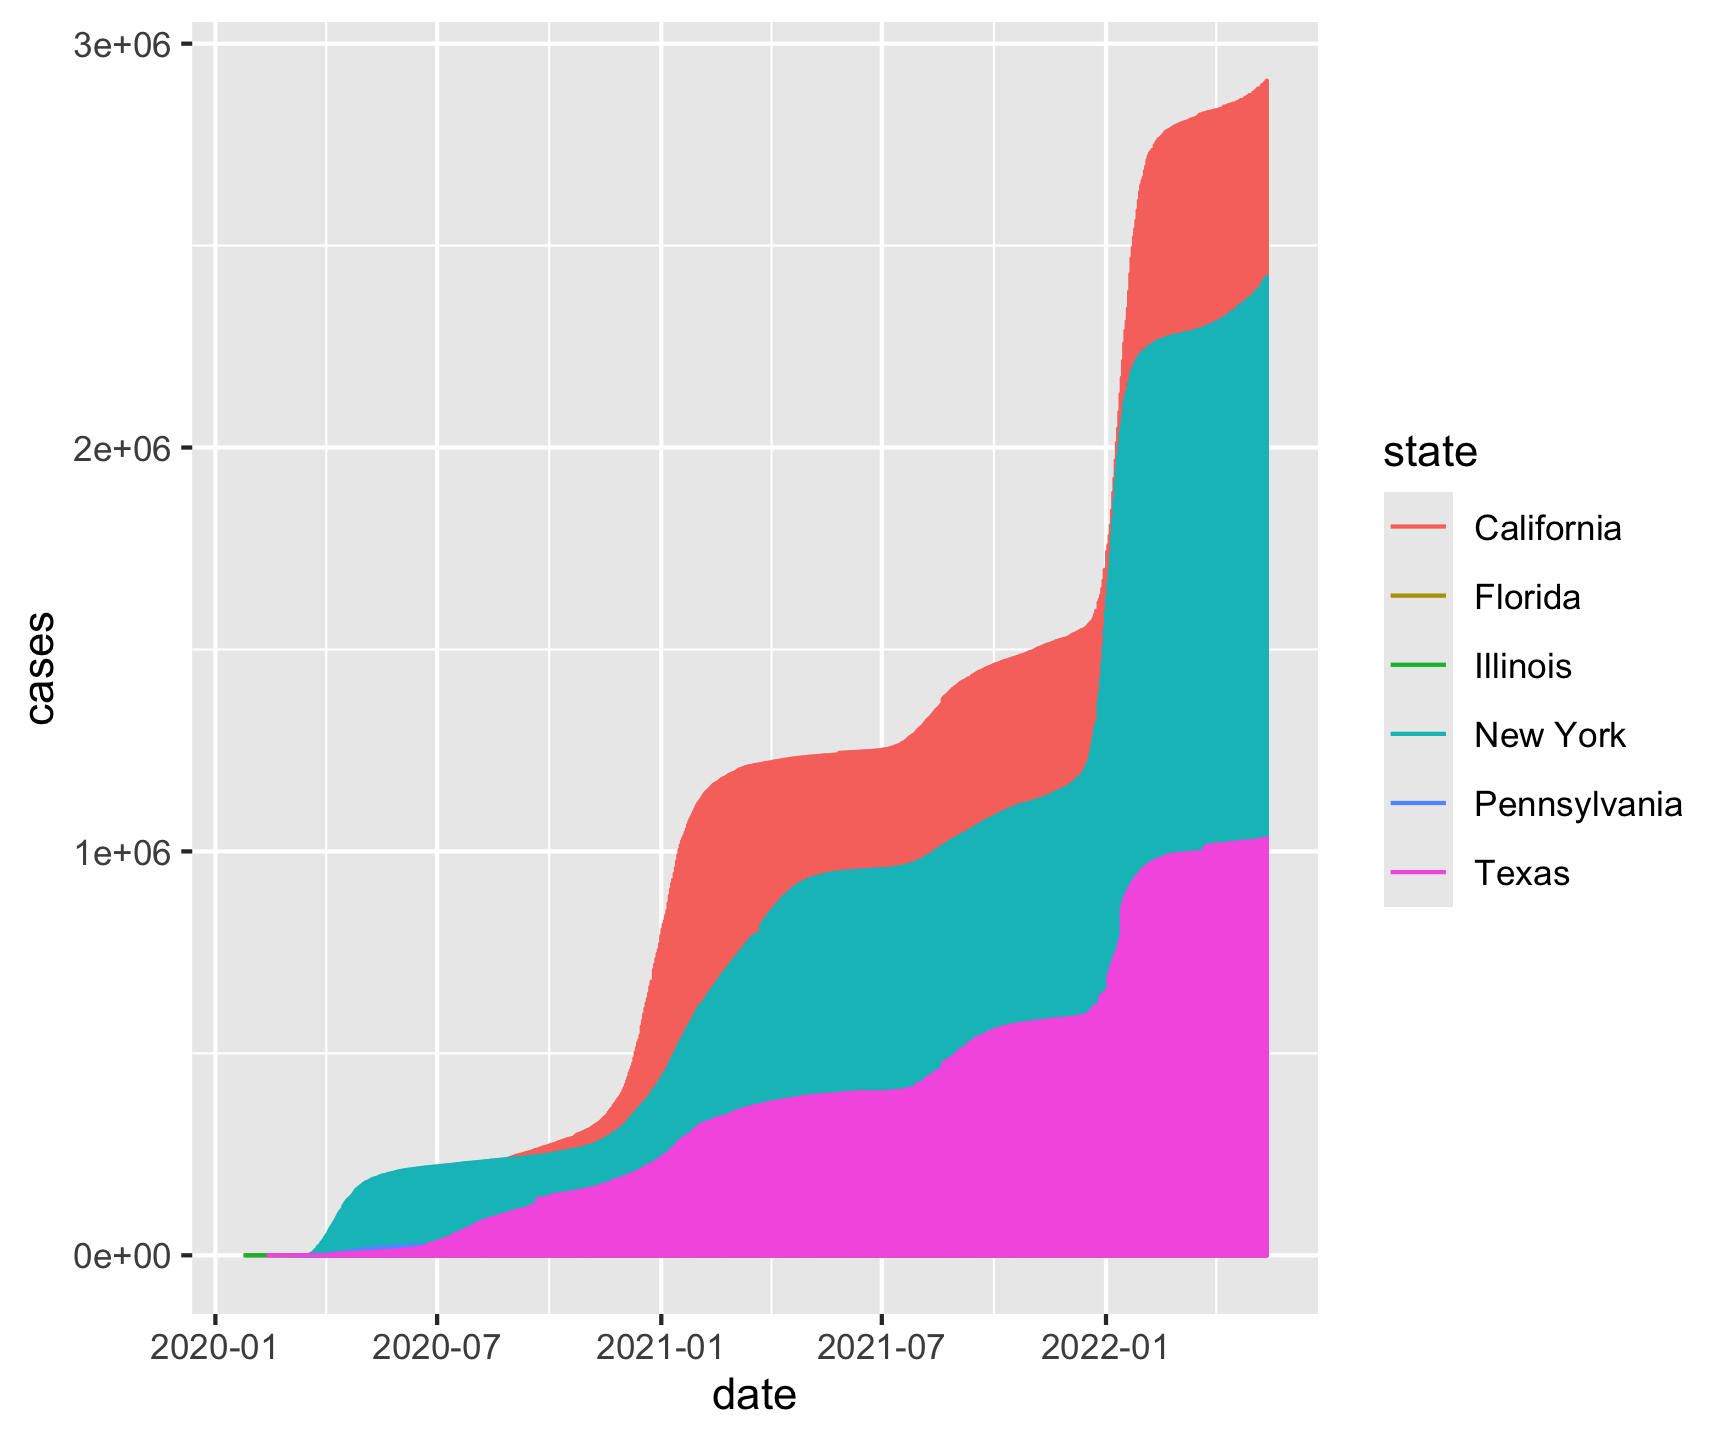 3e+06
2e+06
1e+06
0e+00
cases
2020-01
2020-07
2021-01
2021-07
2022-01
date
state
California
Florida
Illinois
New York
Pennsylvania
Texas